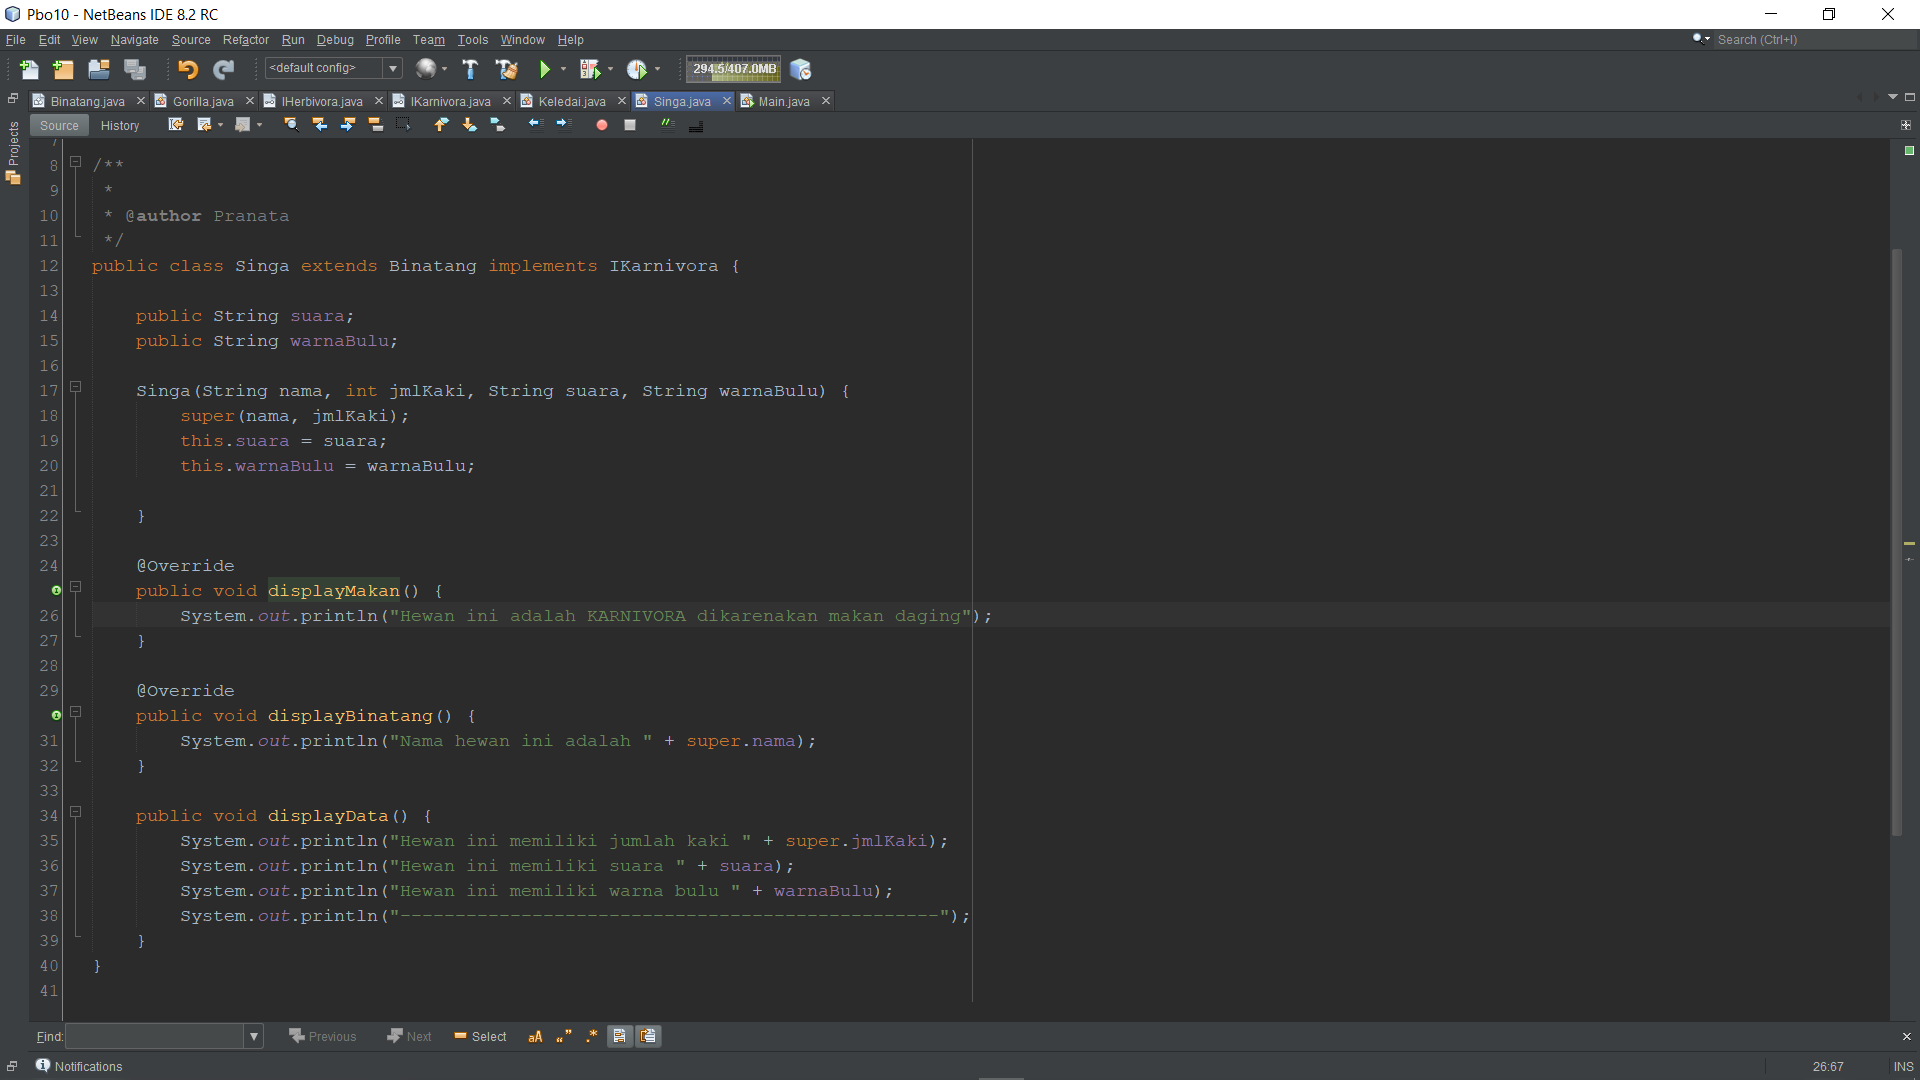 Pbo10 - NetBeans IDE 8.2 RC
File Edit View Navigate Source Refactor Run Debug Profile Team Tools Window Help
Search (Ctrl+I)
<default config>
294.5/407.0MB
Binatang.java Gorilla.java IHerbivora.java IKarnivora.java Keledai.java Singa.java Main.java
Source History
Projects
7
8 /**
9 *
10 * @author Pranata
11 */
12 public class Singa extends Binatang implements IKarnivora {
13
14 public String suara;
15 public String warnaBulu;
16
17 Singa(String nama, int jmlKaki, String suara, String warnaBulu) {
18 super(nama, jmlKaki);
19 this.suara = suara;
20 this.warnaBulu = warnaBulu;
21
22 }
23
24 @Override
public void displayMakan() {
26 System.out.println("Hewan ini adalah KARNIVORA dikarenakan makan daging");
27 }
28
29 @Override
public void displayBinatang() {
31 System.out.println("Nama hewan ini adalah " + super.nama);
32 }
33
34 public void displayData() {
35 System.out.println("Hewan ini memiliki jumlah kaki " + super.jmlKaki);
36 System.out.println("Hewan ini memiliki suara " + suara);
37 System.out.println("Hewan ini memiliki warna bulu " + warnaBulu);
38 System.out.println("-------------------------------------------------");
39 }
40 }
41
Find: Previous Next Select aA
Notifications
26:67 INS